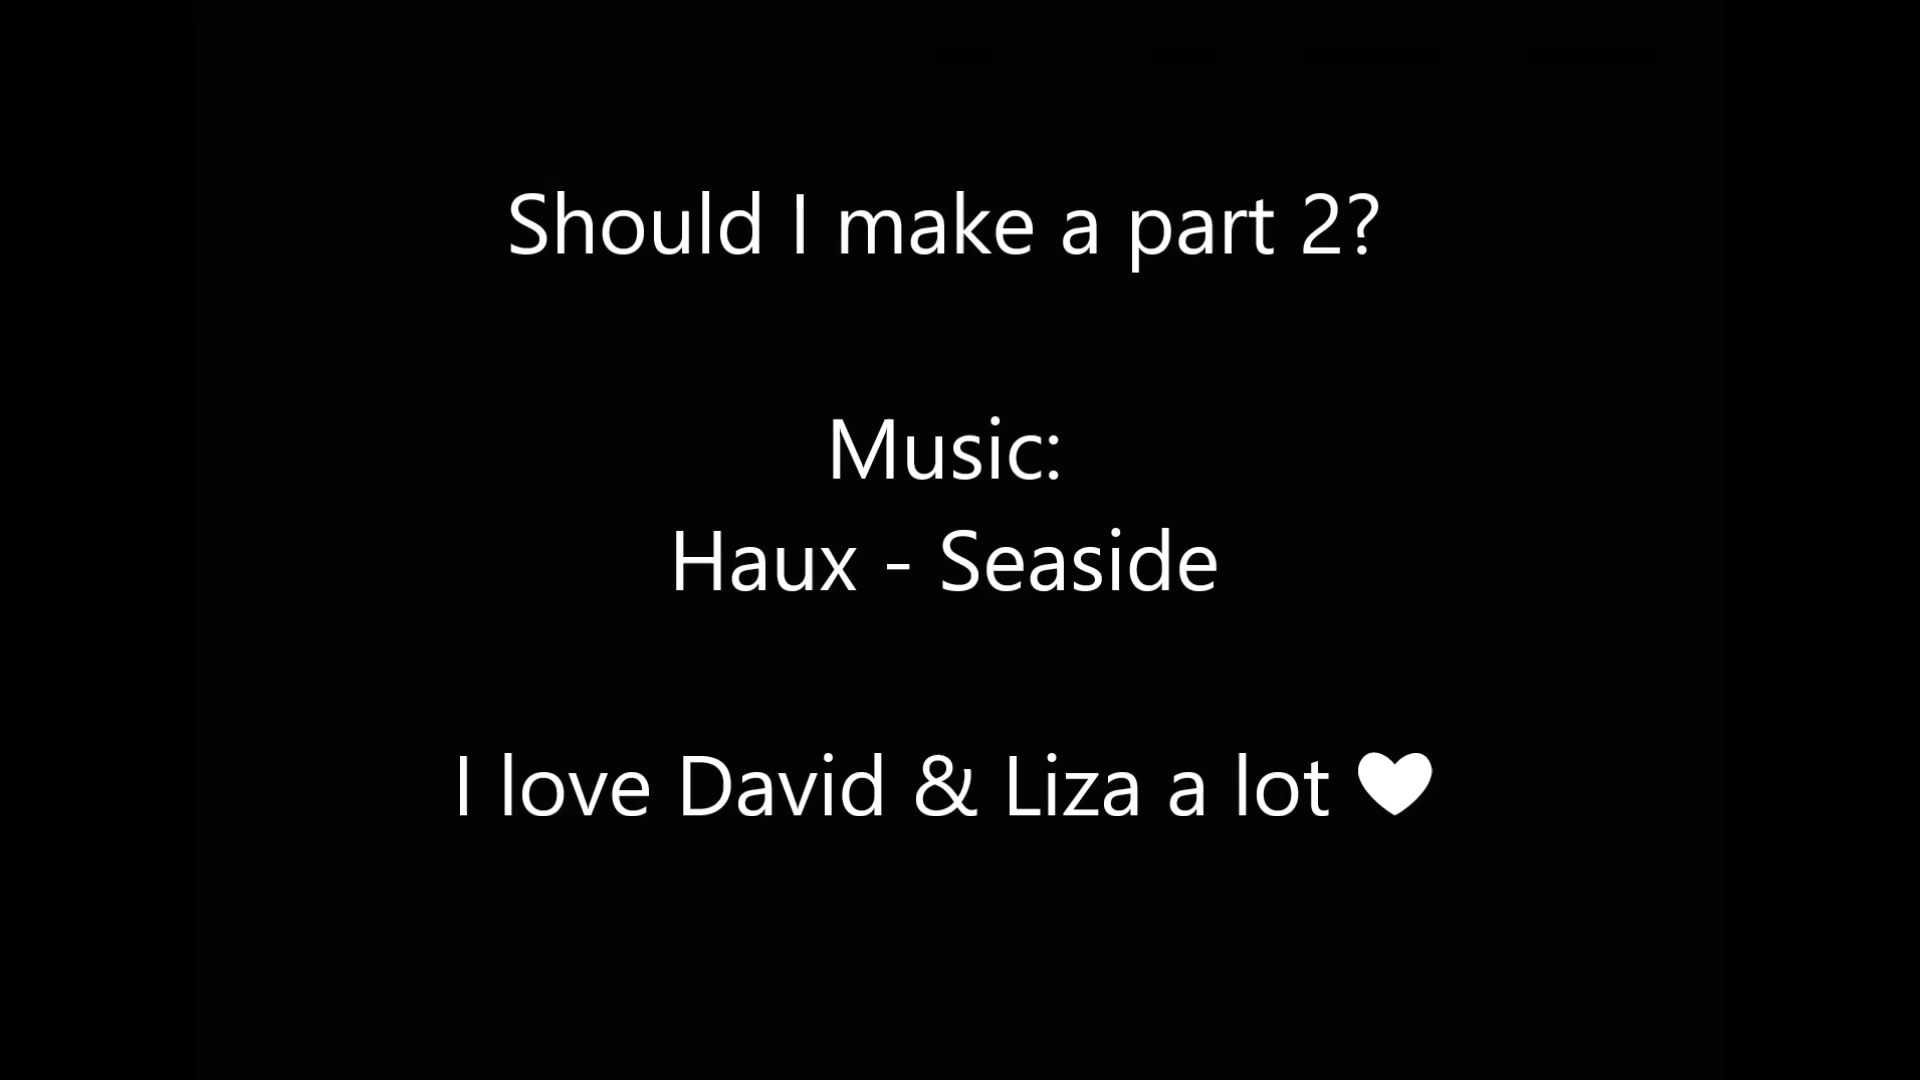 Should I make a part 2?
Music:
Haux - Seaside
I love David & Liza a lot ♥